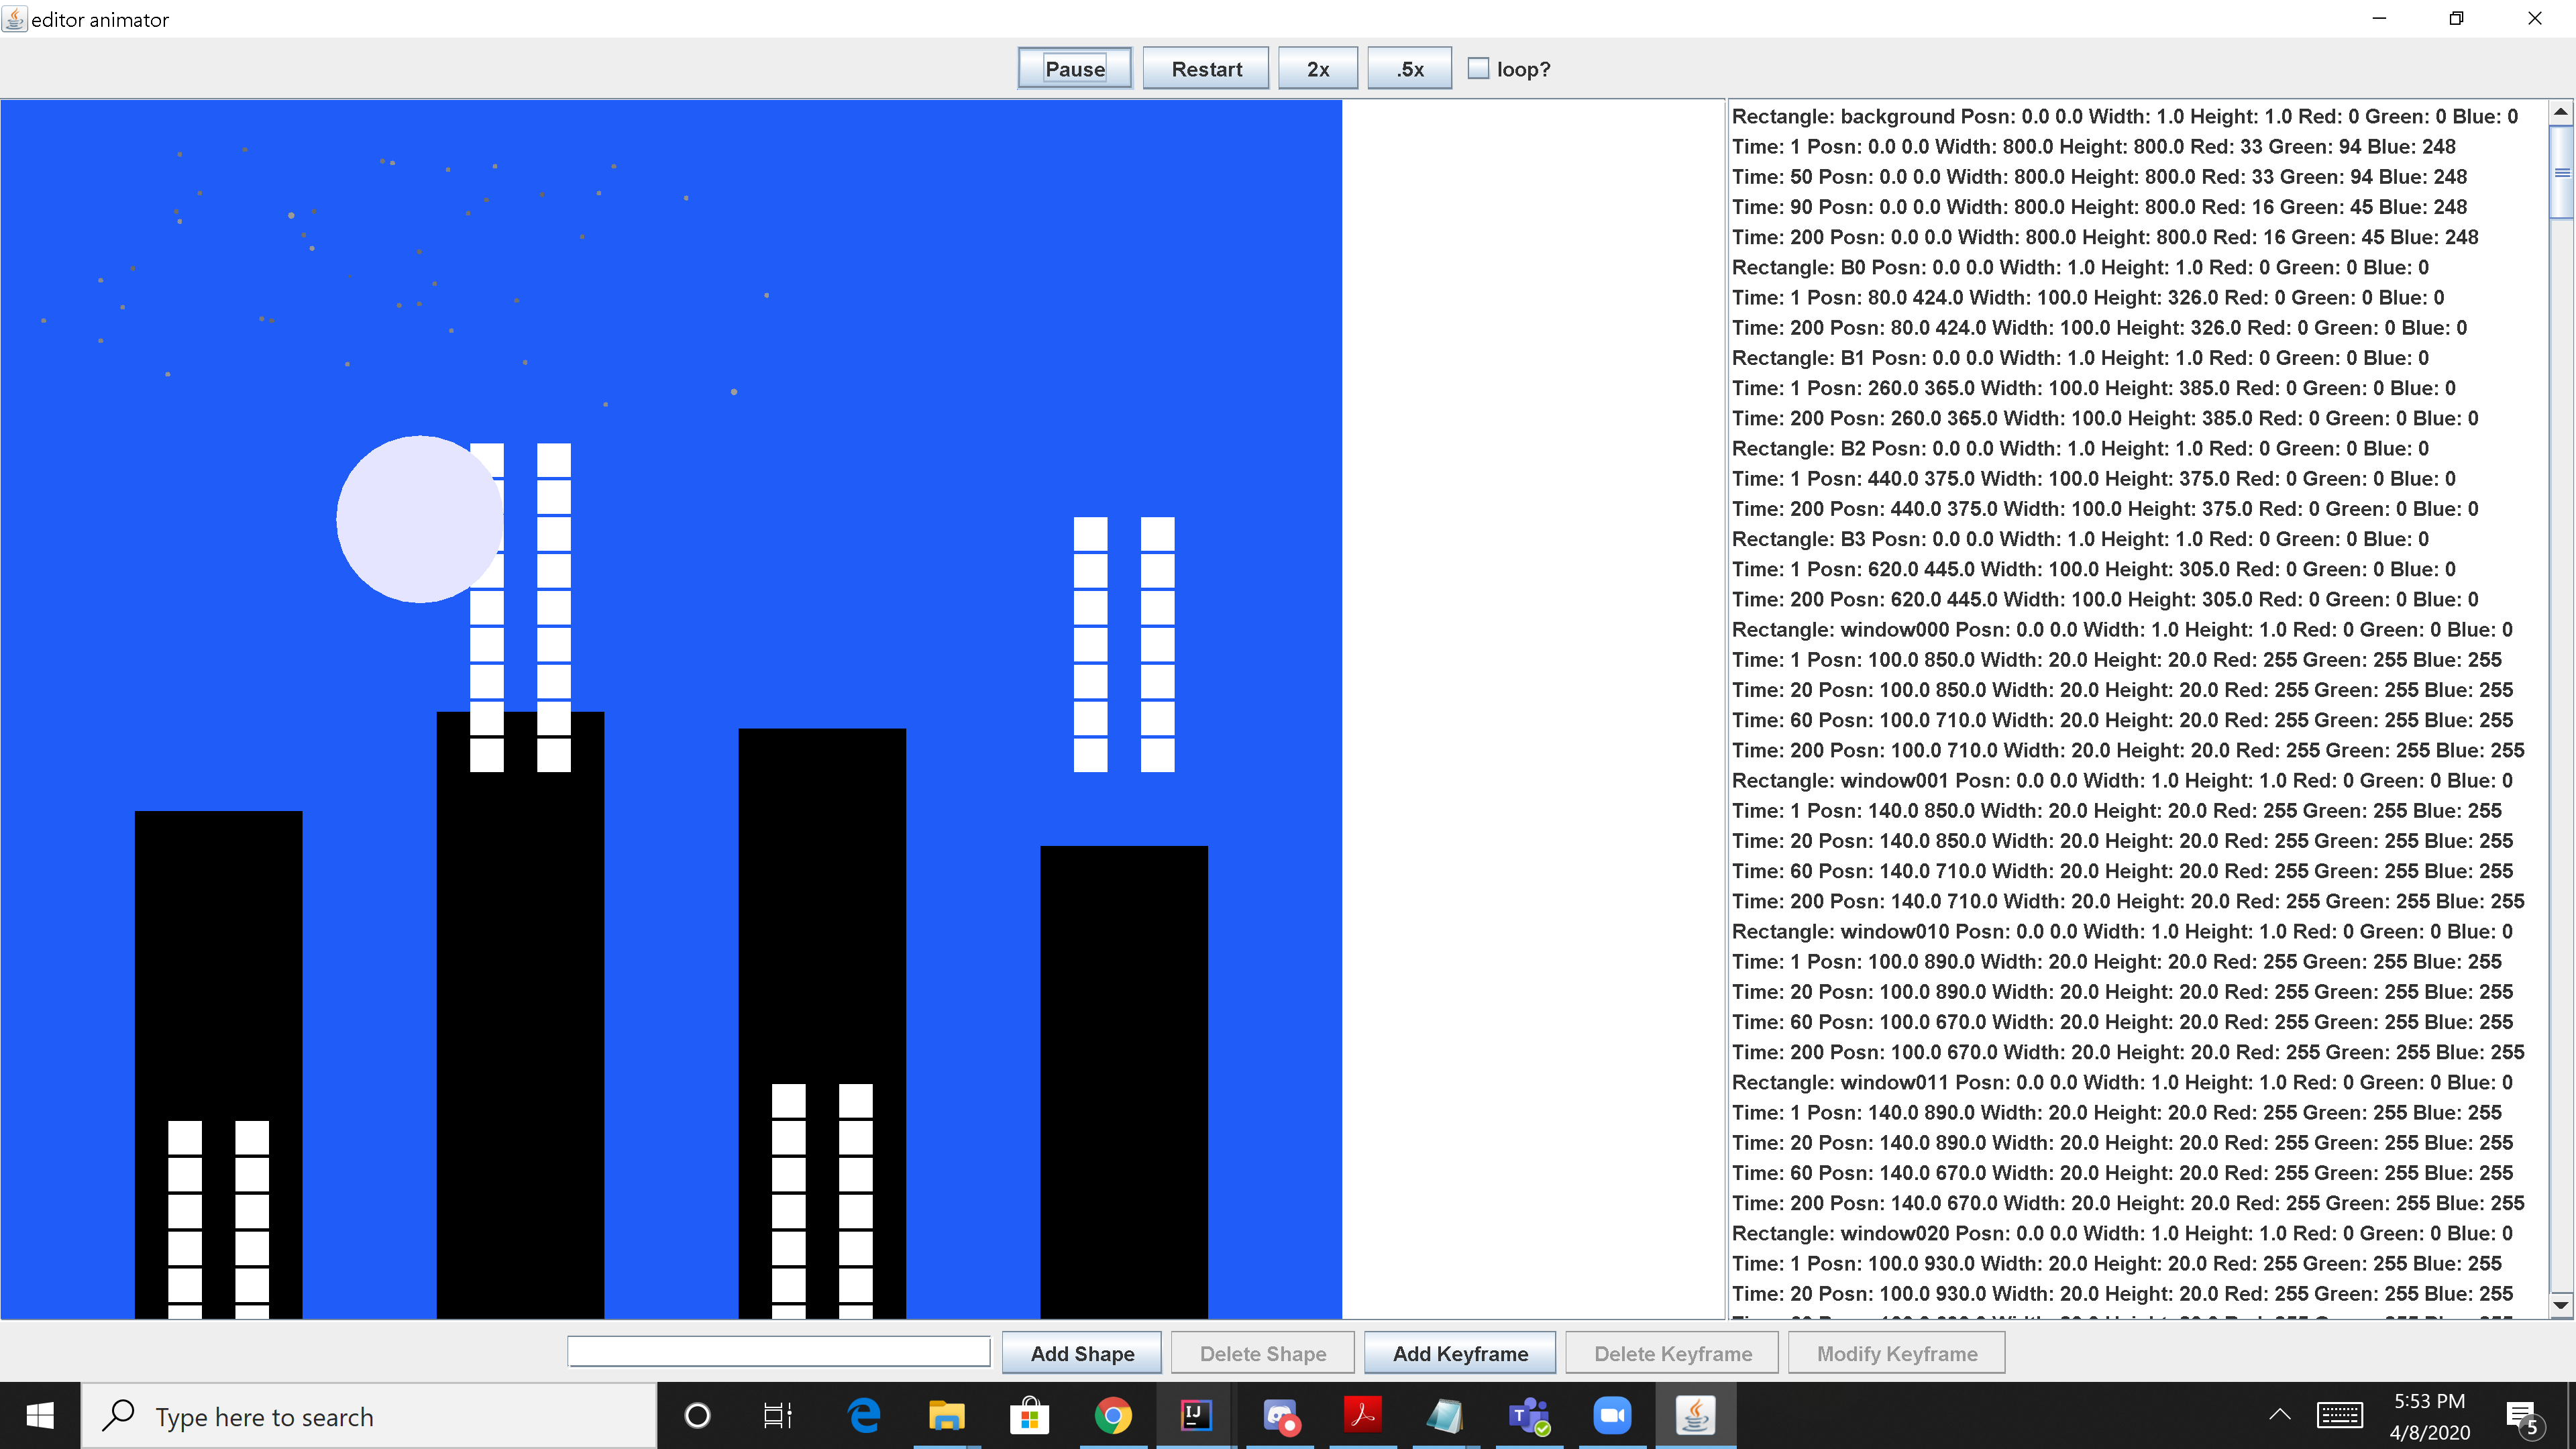 editor animator
Pause Restart 2x .5x loop?
Rectangle: background Posn: 0.0 0.0 Width: 1.0 Height: 1.0 Red: 0 Green: 0 Blue: 0
Time: 1 Posn: 0.0 0.0 Width: 800.0 Height: 800.0 Red: 33 Green: 94 Blue: 248
Time: 50 Posn: 0.0 0.0 Width: 800.0 Height: 800.0 Red: 33 Green: 94 Blue: 248
Time: 90 Posn: 0.0 0.0 Width: 800.0 Height: 800.0 Red: 16 Green: 45 Blue: 248
Time: 200 Posn: 0.0 0.0 Width: 800.0 Height: 800.0 Red: 16 Green: 45 Blue: 248
Rectangle: B0 Posn: 0.0 0.0 Width: 1.0 Height: 1.0 Red: 0 Green: 0 Blue: 0
Time: 1 Posn: 80.0 424.0 Width: 100.0 Height: 326.0 Red: 0 Green: 0 Blue: 0
Time: 200 Posn: 80.0 424.0 Width: 100.0 Height: 326.0 Red: 0 Green: 0 Blue: 0
Rectangle: B1 Posn: 0.0 0.0 Width: 1.0 Height: 1.0 Red: 0 Green: 0 Blue: 0
Time: 1 Posn: 260.0 365.0 Width: 100.0 Height: 385.0 Red: 0 Green: 0 Blue: 0
Time: 200 Posn: 260.0 365.0 Width: 100.0 Height: 385.0 Red: 0 Green: 0 Blue: 0
Rectangle: B2 Posn: 0.0 0.0 Width: 1.0 Height: 1.0 Red: 0 Green: 0 Blue: 0
Time: 1 Posn: 440.0 375.0 Width: 100.0 Height: 375.0 Red: 0 Green: 0 Blue: 0
Time: 200 Posn: 440.0 375.0 Width: 100.0 Height: 375.0 Red: 0 Green: 0 Blue: 0
Rectangle: B3 Posn: 0.0 0.0 Width: 1.0 Height: 1.0 Red: 0 Green: 0 Blue: 0
Time: 1 Posn: 620.0 445.0 Width: 100.0 Height: 305.0 Red: 0 Green: 0 Blue: 0
Time: 200 Posn: 620.0 445.0 Width: 100.0 Height: 305.0 Red: 0 Green: 0 Blue: 0
Rectangle: window000 Posn: 0.0 0.0 Width: 1.0 Height: 1.0 Red: 0 Green: 0 Blue: 0
Time: 1 Posn: 100.0 850.0 Width: 20.0 Height: 20.0 Red: 255 Green: 255 Blue: 255
Time: 20 Posn: 100.0 850.0 Width: 20.0 Height: 20.0 Red: 255 Green: 255 Blue: 255
Time: 60 Posn: 100.0 710.0 Width: 20.0 Height: 20.0 Red: 255 Green: 255 Blue: 255
Time: 200 Posn: 100.0 710.0 Width: 20.0 Height: 20.0 Red: 255 Green: 255 Blue: 255
Rectangle: window001 Posn: 0.0 0.0 Width: 1.0 Height: 1.0 Red: 0 Green: 0 Blue: 0
Time: 1 Posn: 140.0 850.0 Width: 20.0 Height: 20.0 Red: 255 Green: 255 Blue: 255
Time: 20 Posn: 140.0 850.0 Width: 20.0 Height: 20.0 Red: 255 Green: 255 Blue: 255
Time: 60 Posn: 140.0 710.0 Width: 20.0 Height: 20.0 Red: 255 Green: 255 Blue: 255
Time: 200 Posn: 140.0 710.0 Width: 20.0 Height: 20.0 Red: 255 Green: 255 Blue: 255
Rectangle: window010 Posn: 0.0 0.0 Width: 1.0 Height: 1.0 Red: 0 Green: 0 Blue: 0
Time: 1 Posn: 100.0 890.0 Width: 20.0 Height: 20.0 Red: 255 Green: 255 Blue: 255
Time: 20 Posn: 100.0 890.0 Width: 20.0 Height: 20.0 Red: 255 Green: 255 Blue: 255
Time: 60 Posn: 100.0 670.0 Width: 20.0 Height: 20.0 Red: 255 Green: 255 Blue: 255
Time: 200 Posn: 100.0 670.0 Width: 20.0 Height: 20.0 Red: 255 Green: 255 Blue: 255
Rectangle: window011 Posn: 0.0 0.0 Width: 1.0 Height: 1.0 Red: 0 Green: 0 Blue: 0
Time: 1 Posn: 140.0 890.0 Width: 20.0 Height: 20.0 Red: 255 Green: 255 Blue: 255
Time: 20 Posn: 140.0 890.0 Width: 20.0 Height: 20.0 Red: 255 Green: 255 Blue: 255
Time: 60 Posn: 140.0 670.0 Width: 20.0 Height: 20.0 Red: 255 Green: 255 Blue: 255
Time: 200 Posn: 140.0 670.0 Width: 20.0 Height: 20.0 Red: 255 Green: 255 Blue: 255
Rectangle: window020 Posn: 0.0 0.0 Width: 1.0 Height: 1.0 Red: 0 Green: 0 Blue: 0
Time: 1 Posn: 100.0 930.0 Width: 20.0 Height: 20.0 Red: 255 Green: 255 Blue: 255
Time: 20 Posn: 100.0 930.0 Width: 20.0 Height: 20.0 Red: 255 Green: 255 Blue: 255
Add Shape Delete Shape Add Keyframe Delete Keyframe Modify Keyframe
Type here to search
IJ
T
5:53 PM
4/8/2020
5